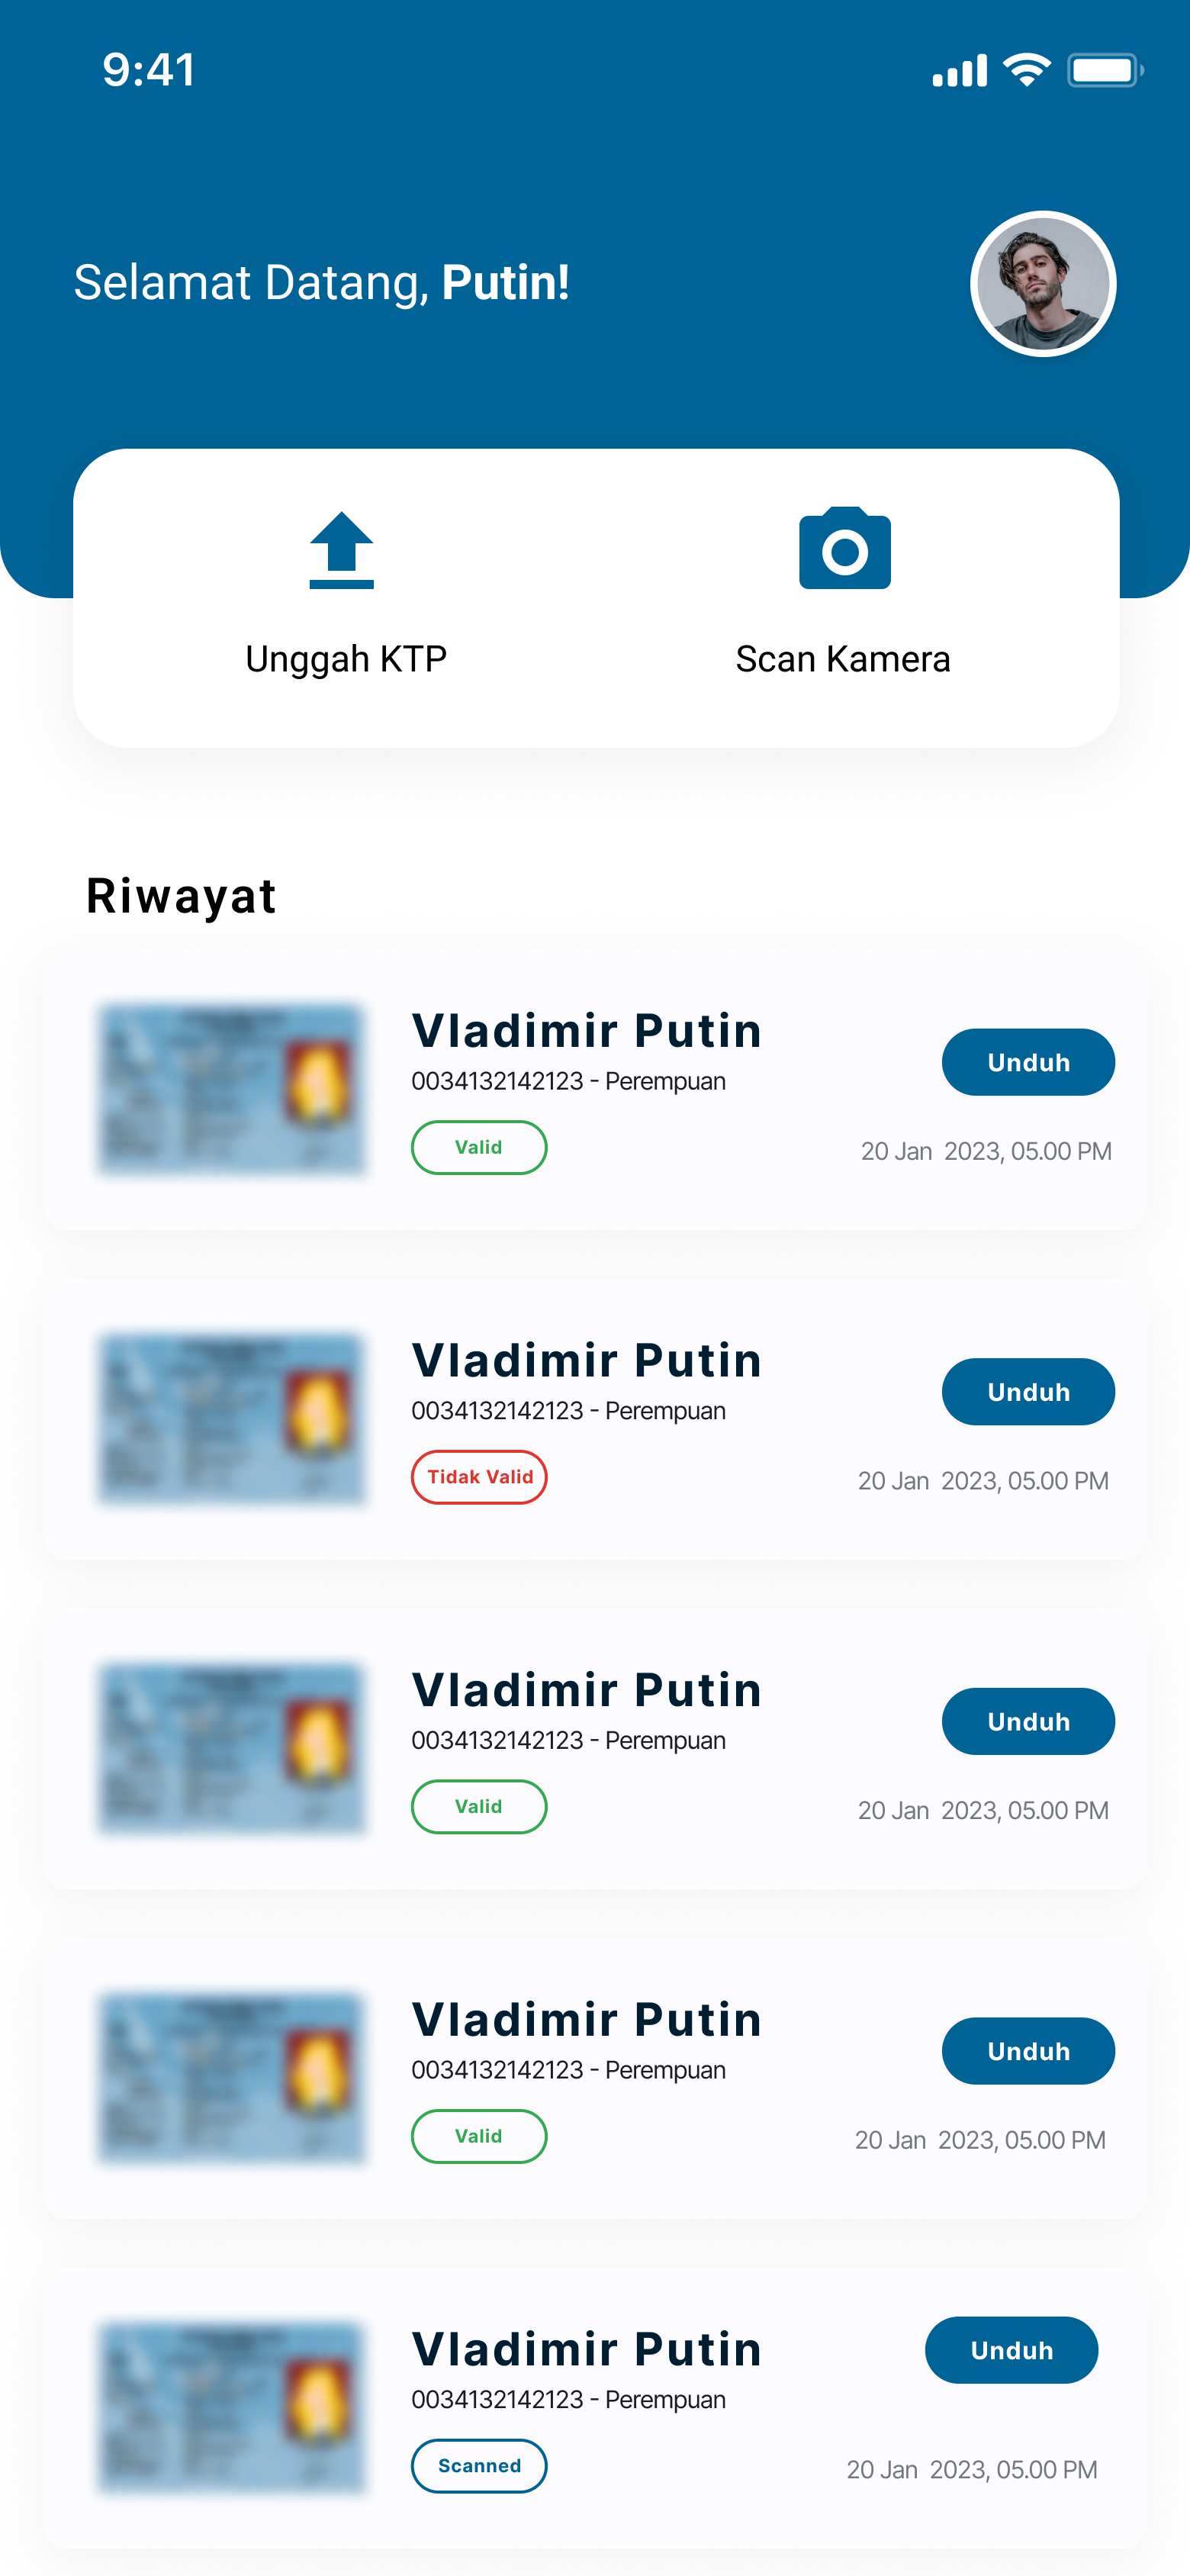 9:41
Selamat Datang, Putin!
Unggah KTP
Scan Kamera
Riwayat
Vladimir Putin
0034132142123 - Perempuan
Valid
Unduh
20 Jan 2023, 05.00 PM
Vladimir Putin
0034132142123 - Perempuan
Tidak Valid
Unduh
20 Jan 2023, 05.00 PM
Vladimir Putin
0034132142123 - Perempuan
Valid
Unduh
20 Jan 2023, 05.00 PM
Vladimir Putin
0034132142123 - Perempuan
Valid
Unduh
20 Jan 2023, 05.00 PM
Vladimir Putin
0034132142123 - Perempuan
Scanned
Unduh
20 Jan 2023, 05.00 PM